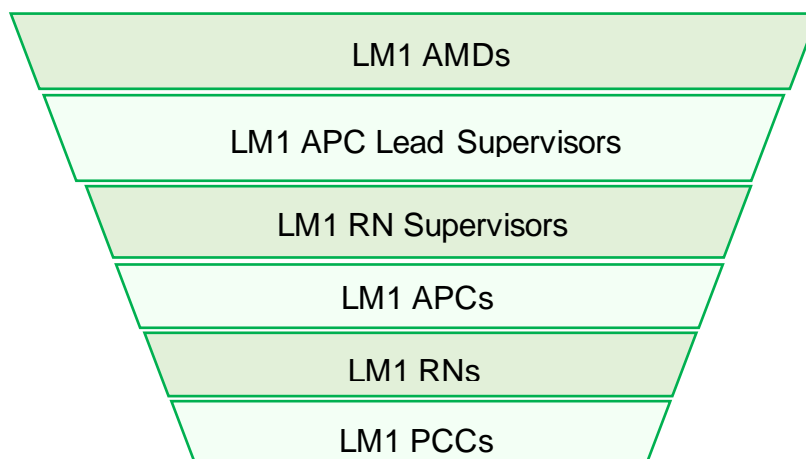 LM1 AMDs
LM1 APC Lead Supervisors
LM1 RN Supervisors
LM1 APCs
LM1 RNs
LM1 PCCs